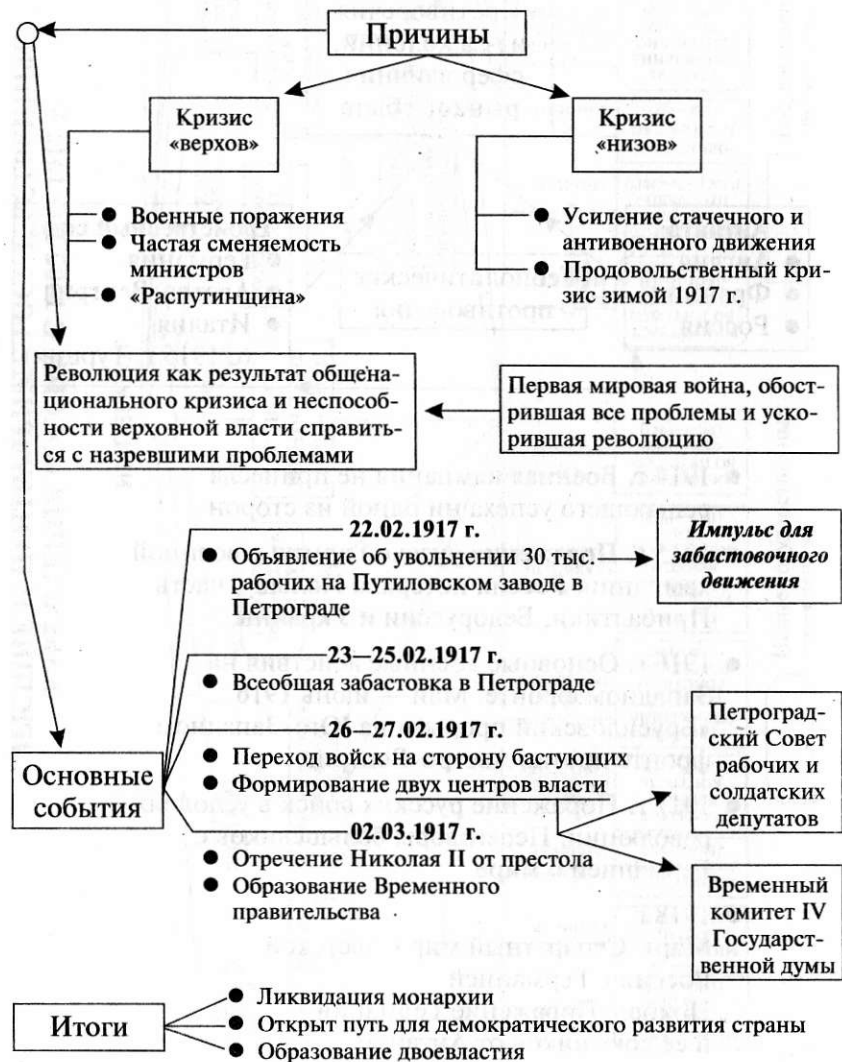 Причины
Кризис
«верхов»
Кризис
«низов»
● Военные поражения
● Частая сменяемость
министров
● «Распутинщина»
● Усиление стачечного и
антивоенного движения
● Продовольственный кри-
зис зимой 1917 г.
Революция как результат обще-
национального кризиса и неспособ-
ности верховной власти справить-
ся с назревшими проблемами
Первая мировая война, обост-
рившая все проблемы и уско-
рившая революцию
22.02.1917 г.
● Объявление об увольнении 30 тыс.
рабочих на Путиловском заводе в
Петрограде
Импульс для
забастовочного
движения
23—25.02.1917 г.
● Всеобщая забастовка в Петрограде
26—27.02.1917 г.
● Переход войск на сторону бастующих
● Формирование двух центров власти
Петроград-
ский Совет
рабочих и
солдатских
депутатов
Основные
события
02.03.1917 г.
● Отречение Николая II от престола
● Образование Временного
правительства
Временный
комитет IV
Государст-
венной думы
Итоги
● Ликвидация монархии
● Открыт путь для демократического развития страны
● Образование двоевластия